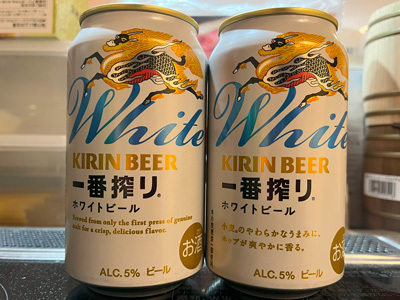 White
KIRIN BEER
一番搾り®
ホワイトビール
Brewed from only the first press of genuine
malt for a crisp, delicious flavor.
お酒
ALC.5% ビール
White
KIRIN BEER
一番搾り®
ホワイトビール
小麦のやわらかなうまみに、
ホップが爽やかに香る。
お
ALC.5% ビール